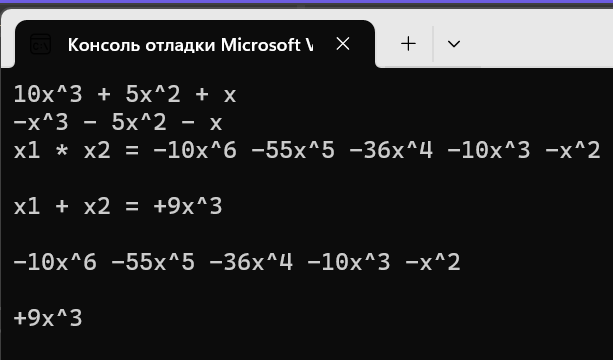 Консоль отладки Microsoft V
10x^3 + 5x^2 + x
-x^3 - 5x^2 - x
x1 * x2 = -10x^6 -55x^5 -36x^4 -10x^3 -x^2
x1 + x2 = +9x^3
-10x^6 -55x^5 -36x^4 -10x^3 -x^2
+9x^3